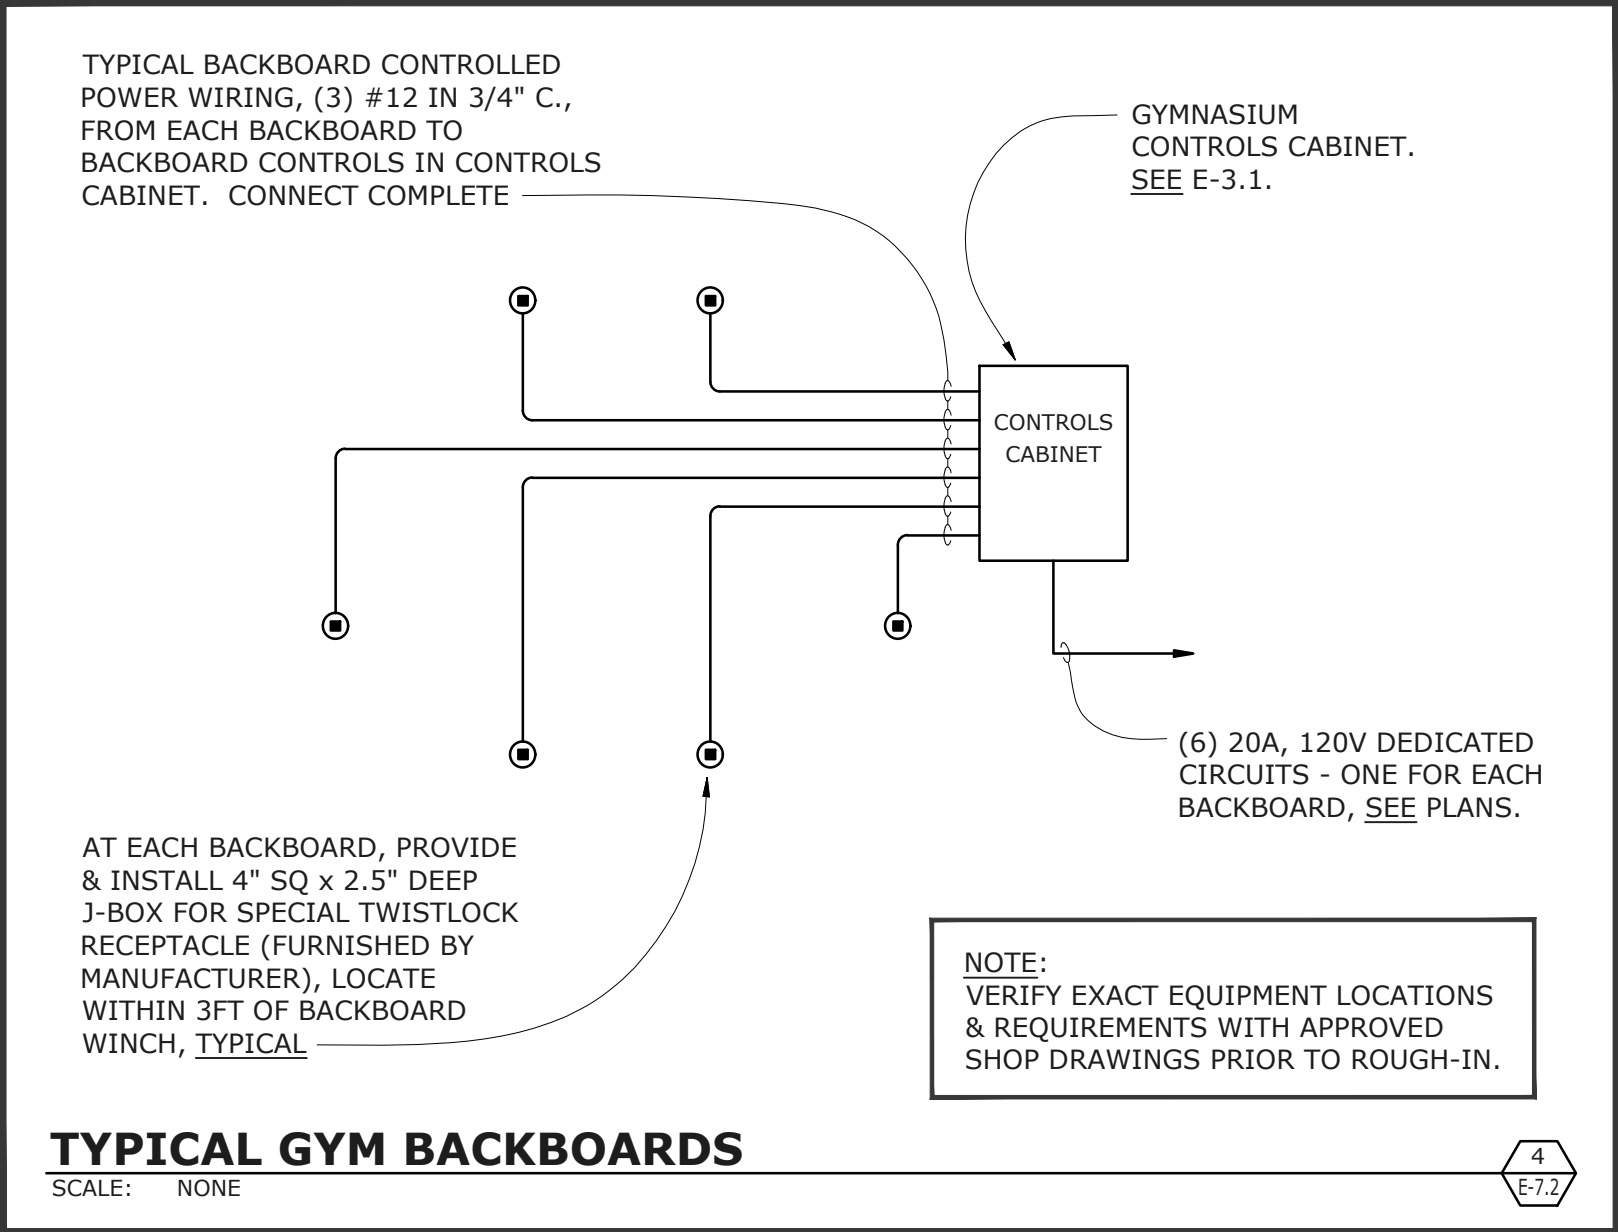 TYPICAL BACKBOARD CONTROLLED
POWER WIRING, (3) #12 IN 3/4" C.,
FROM EACH BACKBOARD TO
BACKBOARD CONTROLS IN CONTROLS
CABINET.  CONNECT COMPLETE
GYMNASIUM
CONTROLS CABINET.
SEE E-3.1.
CONTROLS
CABINET
(6) 20A, 120V DEDICATED
CIRCUITS - ONE FOR EACH
BACKBOARD, SEE PLANS.
AT EACH BACKBOARD, PROVIDE
& INSTALL 4" SQ x 2.5" DEEP
J-BOX FOR SPECIAL TWISTLOCK
RECEPTACLE (FURNISHED BY
MANUFACTURER), LOCATE
WITHIN 3FT OF BACKBOARD
WINCH, TYPICAL
NOTE:
VERIFY EXACT EQUIPMENT LOCATIONS
& REQUIREMENTS WITH APPROVED
SHOP DRAWINGS PRIOR TO ROUGH-IN.
TYPICAL GYM BACKBOARDS
SCALE: NONE
4
E-7.2